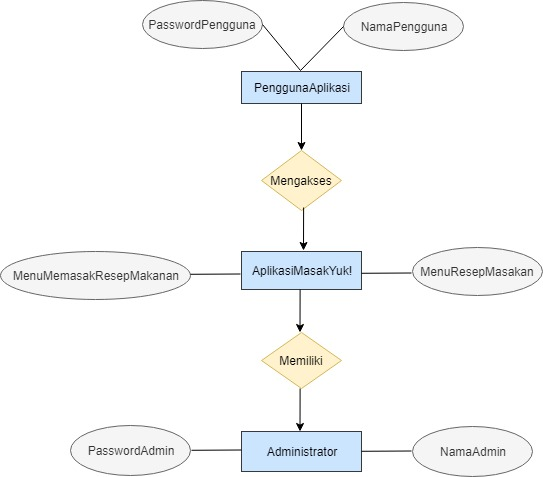 PasswordPengguna
NamaPengguna
PenggunaAplikasi
Mengakses
MenuMemasakResepMakanan
AplikasiMasakYuk!
MenuResepMasakan
Memiliki
PasswordAdmin
Administrator
NamaAdmin